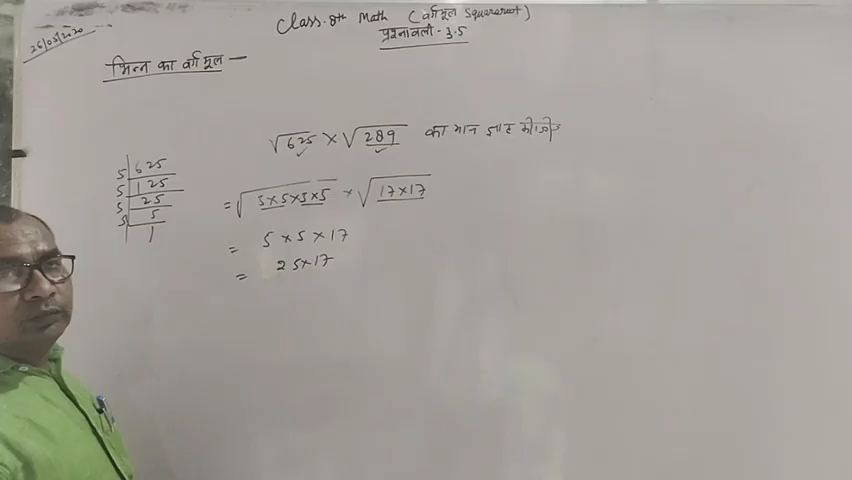 26/03/2020
Class-8th Math (वर्गमूल Squareroot)
प्रश्नावली-3.5
भिन्न का वर्गमूल —
√625 × √289 का मान ज्ञात कीजिए
5 | 625
5 | 125
5 | 25
5 | 5
| 1
= √5×5×5×5 × √17×17
= 5×5×17
= 25×17